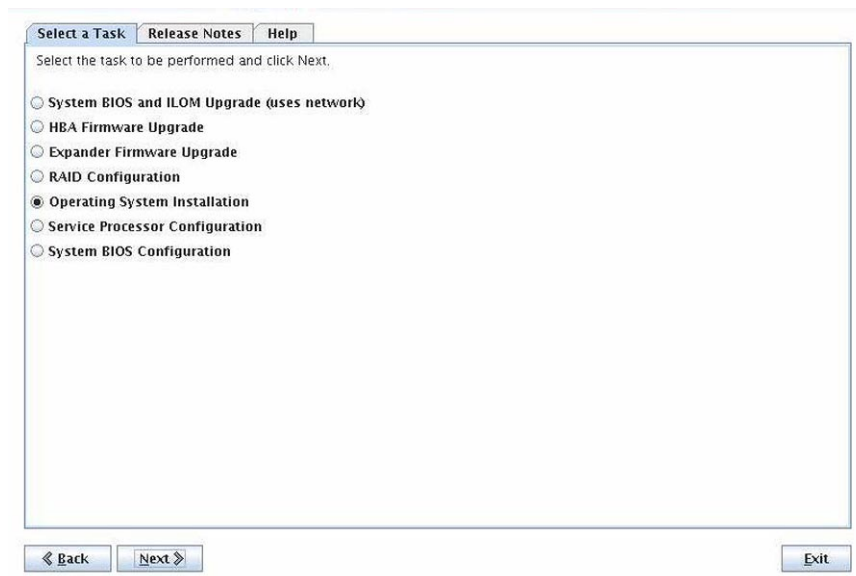 Select a Task Release Notes Help
Select the task to be performed and click Next.
System BIOS and ILOM Upgrade (uses network)
HBA Firmware Upgrade
Expander Firmware Upgrade
RAID Configuration
Operating System Installation
Service Processor Configuration
System BIOS Configuration
Back Next Exit